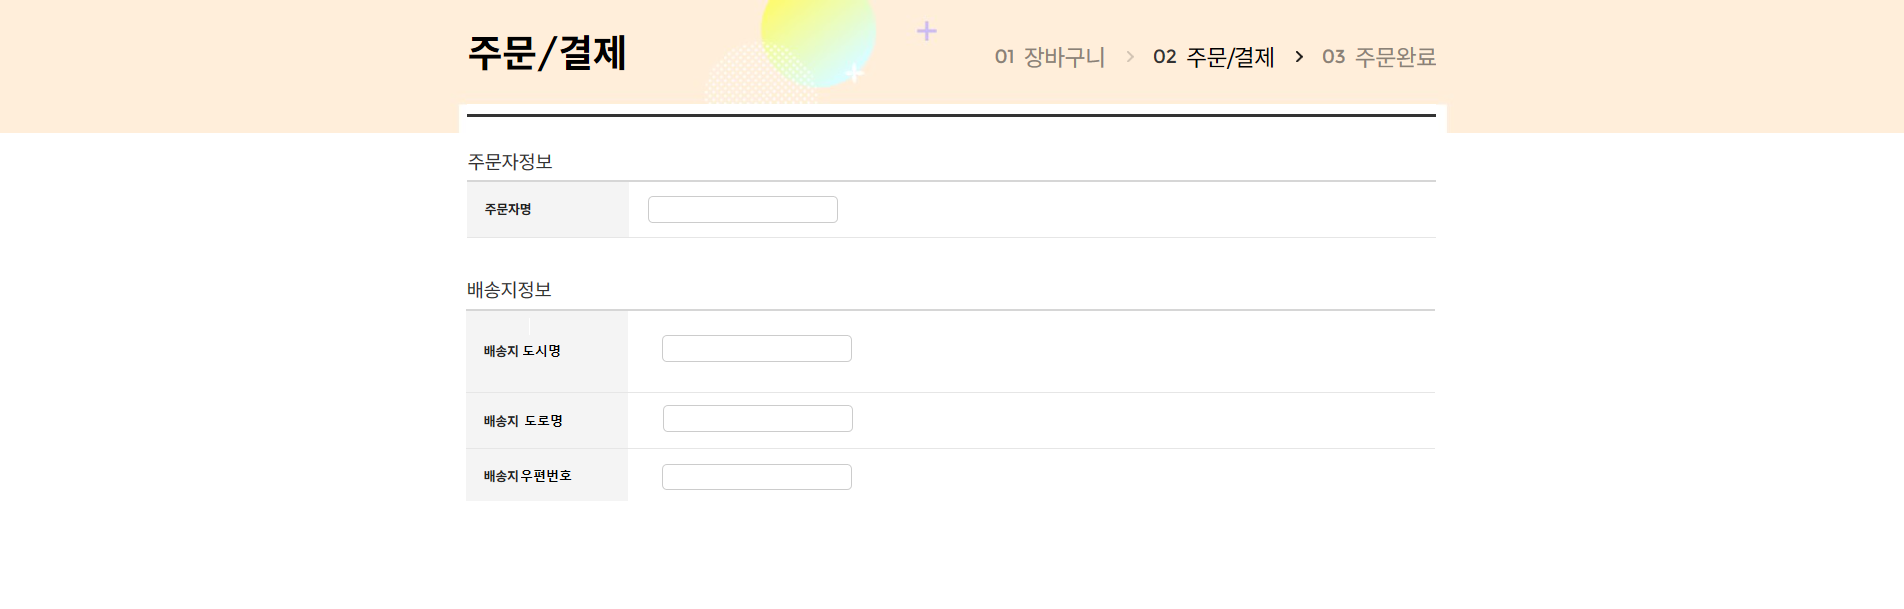 주문/결제
01 장바구니 > 02 주문/결제 > 03 주문완료
주문자정보
주문자명
배송지정보
배송지 도시명
배송지 도로명
배송지우편번호